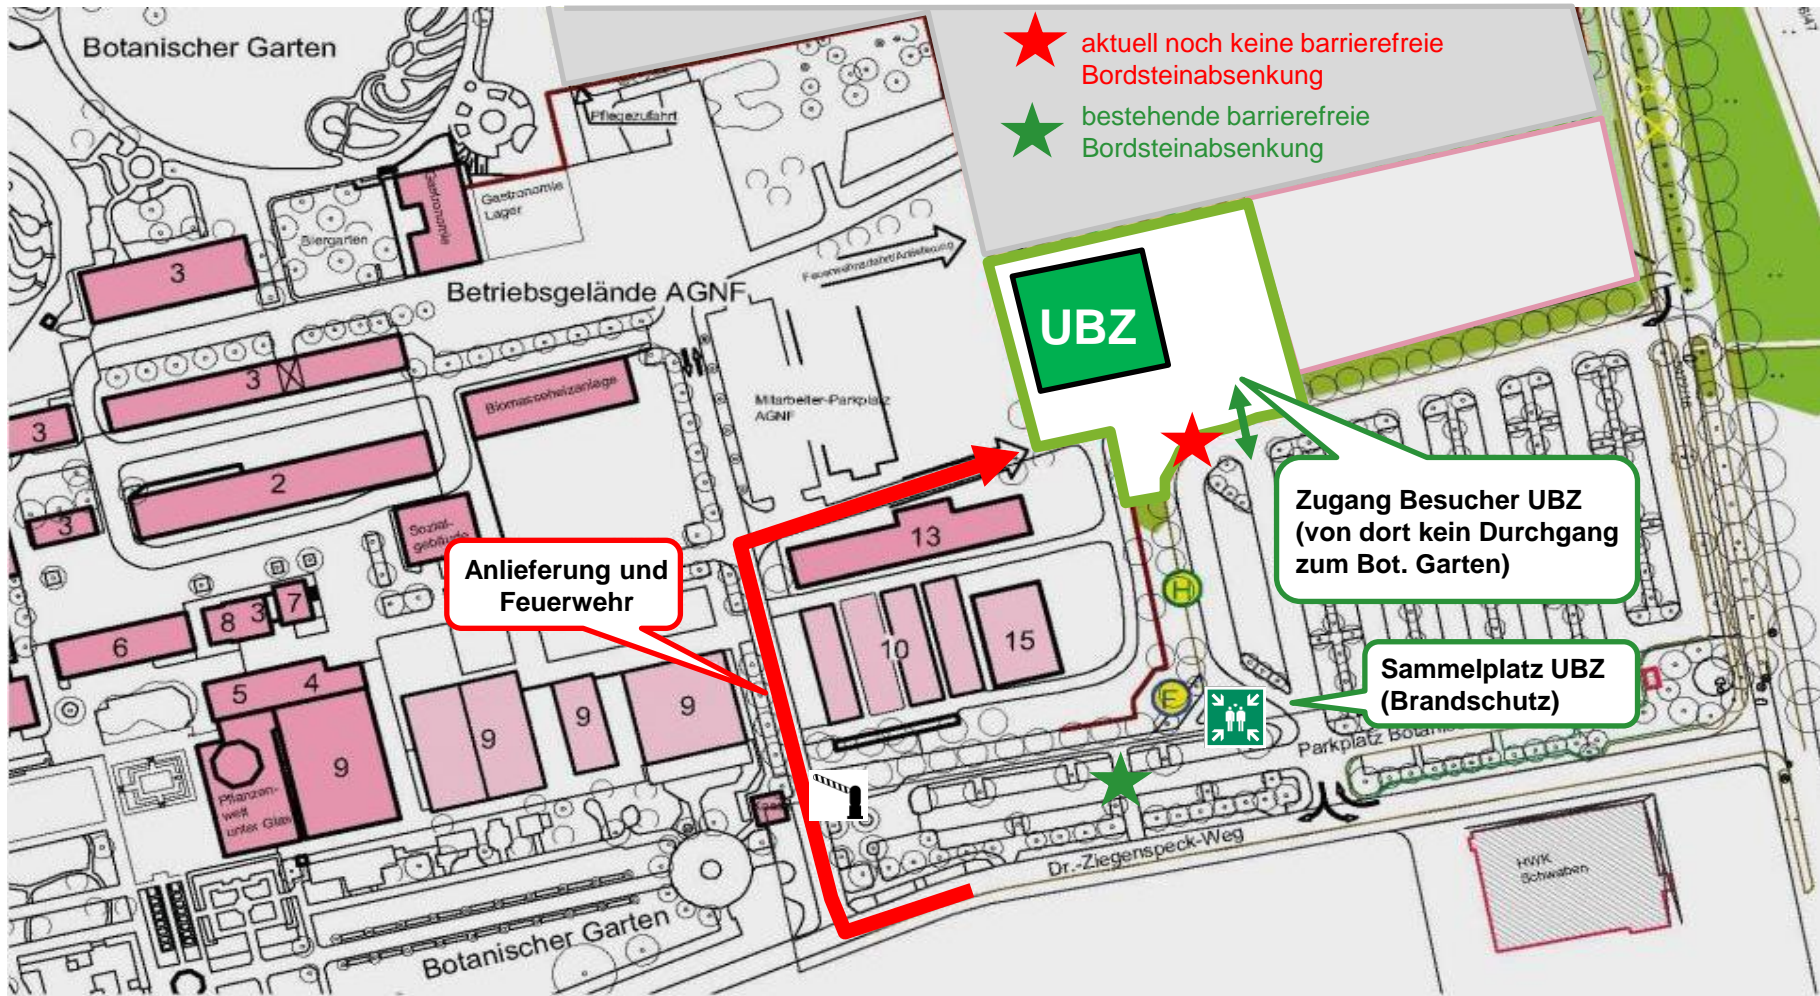 Botanischer Garten
aktuell noch keine barrierefreie
Bordsteinabsenkung
bestehende barrierefreie
Bordsteinabsenkung
Pflegezufahrt
Gastronomie
Lager
Gastronomie
Biergarten
3
Feuerwehrzufahrt/Anlieferung
Betriebsgelände AGNF
UBZ
3
Biomasseheizanlage
Mitarbeiter-Parkplatz
AGNF
3
2
3
Sozial-
gebäude
13
Zugang Besucher UBZ
(von dort kein Durchgang
zum Bot. Garten)
Anlieferung und
Feuerwehr
H
7
8
3
6
10
15
5
4
9
9
9
9
E
Sammelplatz UBZ
(Brandschutz)
Parkplatz
Pflanzen-
welt
unter Glas
Dr.-Ziegenspeck-Weg
HWK
Schwaben
Botanischer Garten